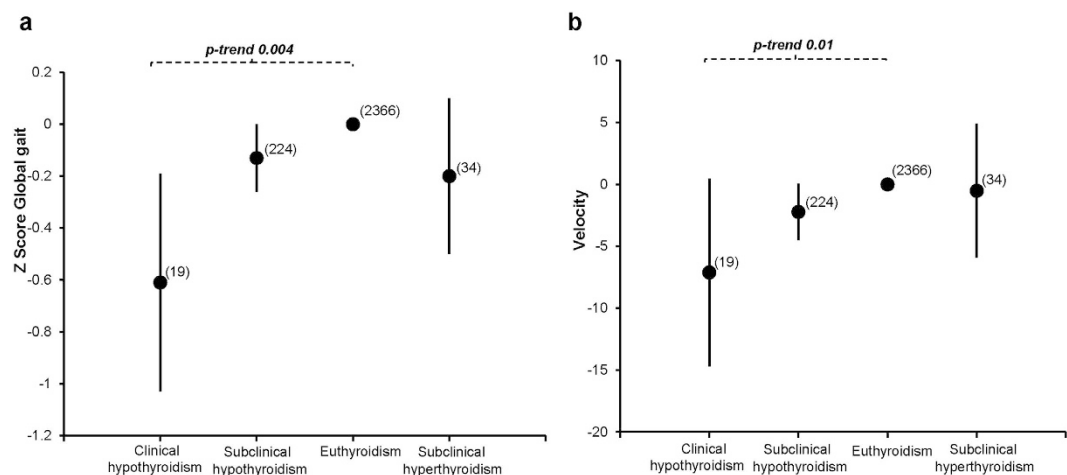 a
p-trend 0.004
Z Score Global gait
0.2
0
-0.2
-0.4
-0.6
-0.8
-1
-1.2
(19)
(224)
(2366)
(34)
Clinical
hypothyroidism
Subclinical
hypothyroidism
Euthyroidism
Subclinical
hyperthyroidism
b
p-trend 0.01
Velocity
10
5
0
-5
-10
-15
-20
(19)
(224)
(2366)
(34)
Clinical
hypothyroidism
Subclinical
hypothyroidism
Euthyroidism
Subclinical
hyperthyroidism